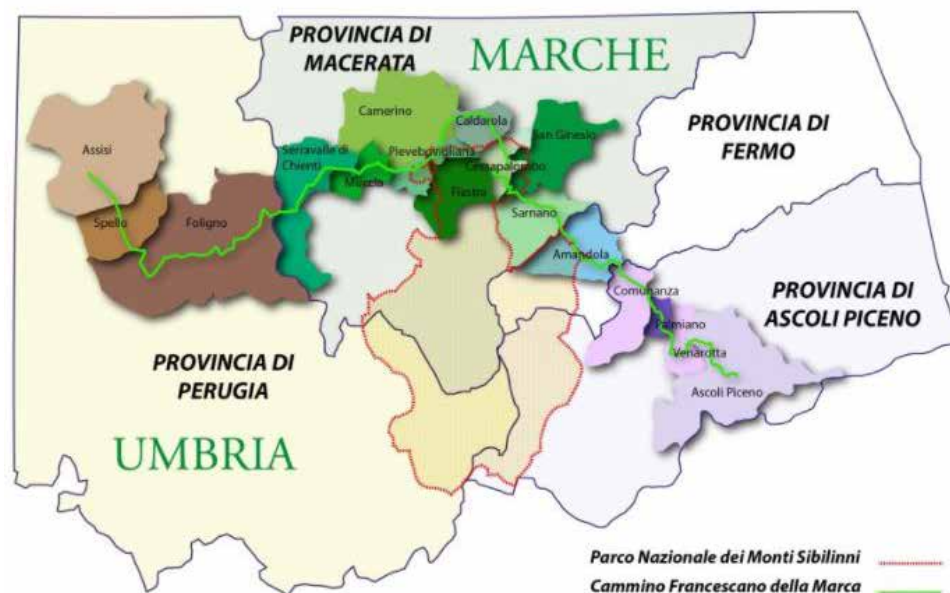 PROVINCIA DI
MACERATA
MARCHE
Camerino
Caldarola
San Ginesio
PROVINCIA DI
FERMO
Assisi
Serravalle di
Chienti
Pievebovigliana
Cessapalombo
Muccia
Fiastra
Spello
Foligno
Sarnano
Amandola
Comunanza
PROVINCIA DI
ASCOLI PICENO
Palmiano
Venarotta
PROVINCIA DI
PERUGIA
Ascoli Piceno
UMBRIA
Parco Nazionale dei Monti Sibilinni
Cammino Francescano della Marca